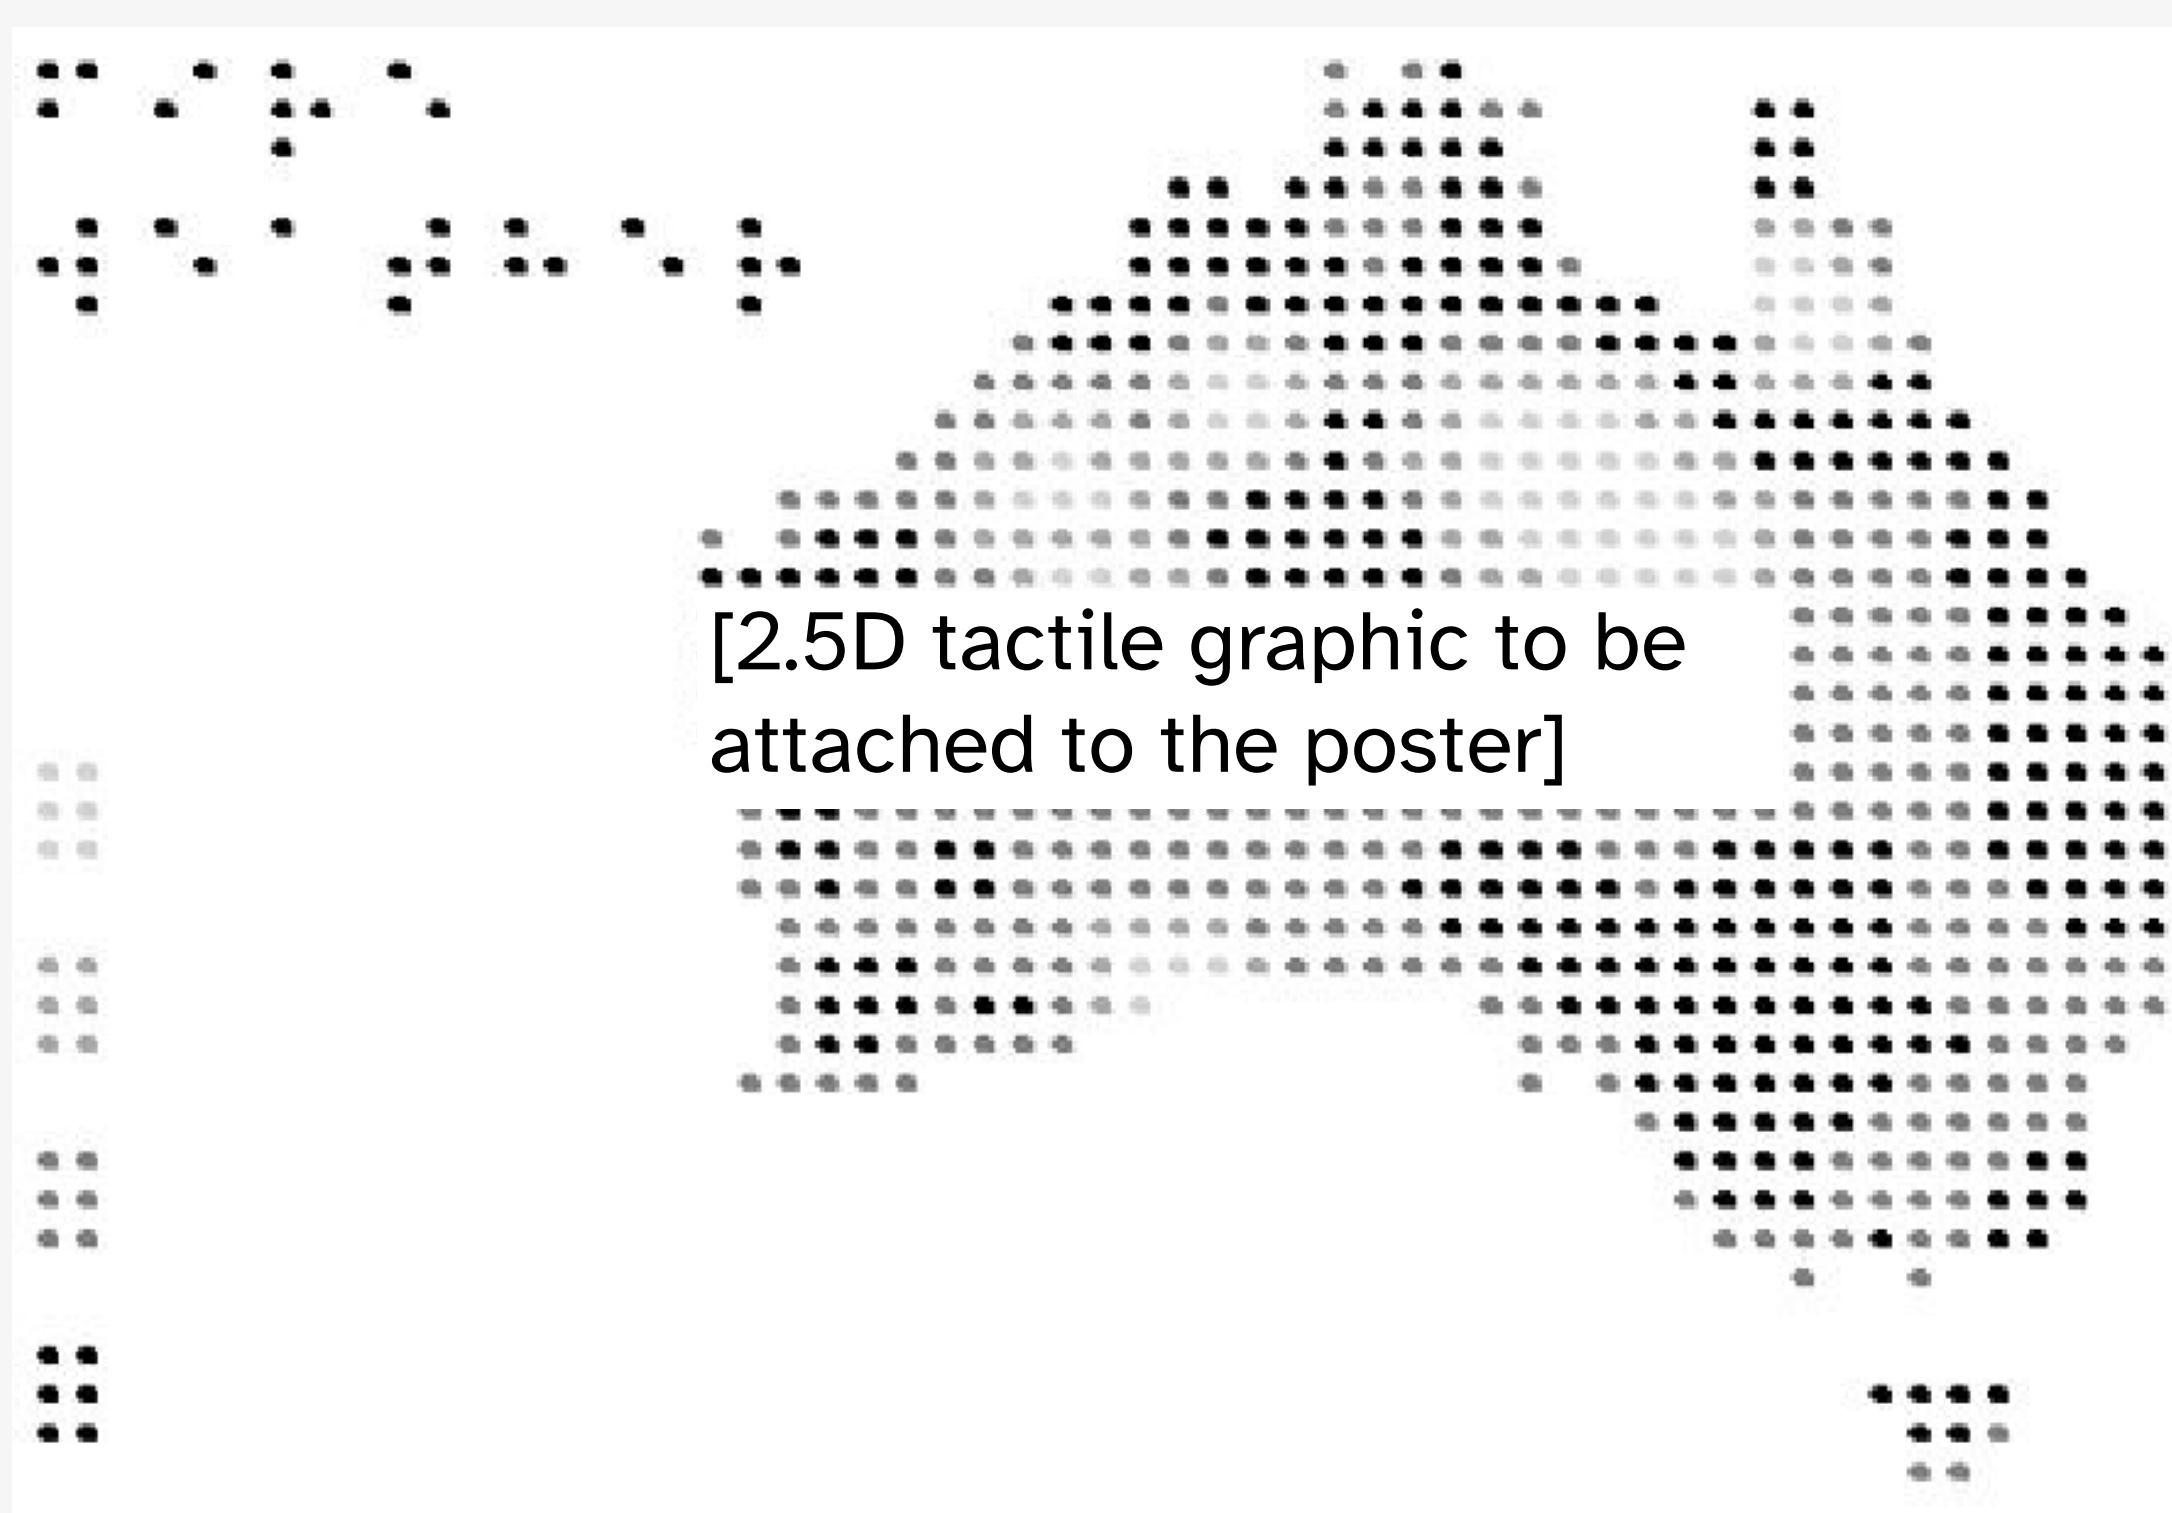 ⠋⠊⠗⠑
⠺⠑⠁⠞⠓⠑⠗
[2.5D tactile graphic to be
attached to the poster]